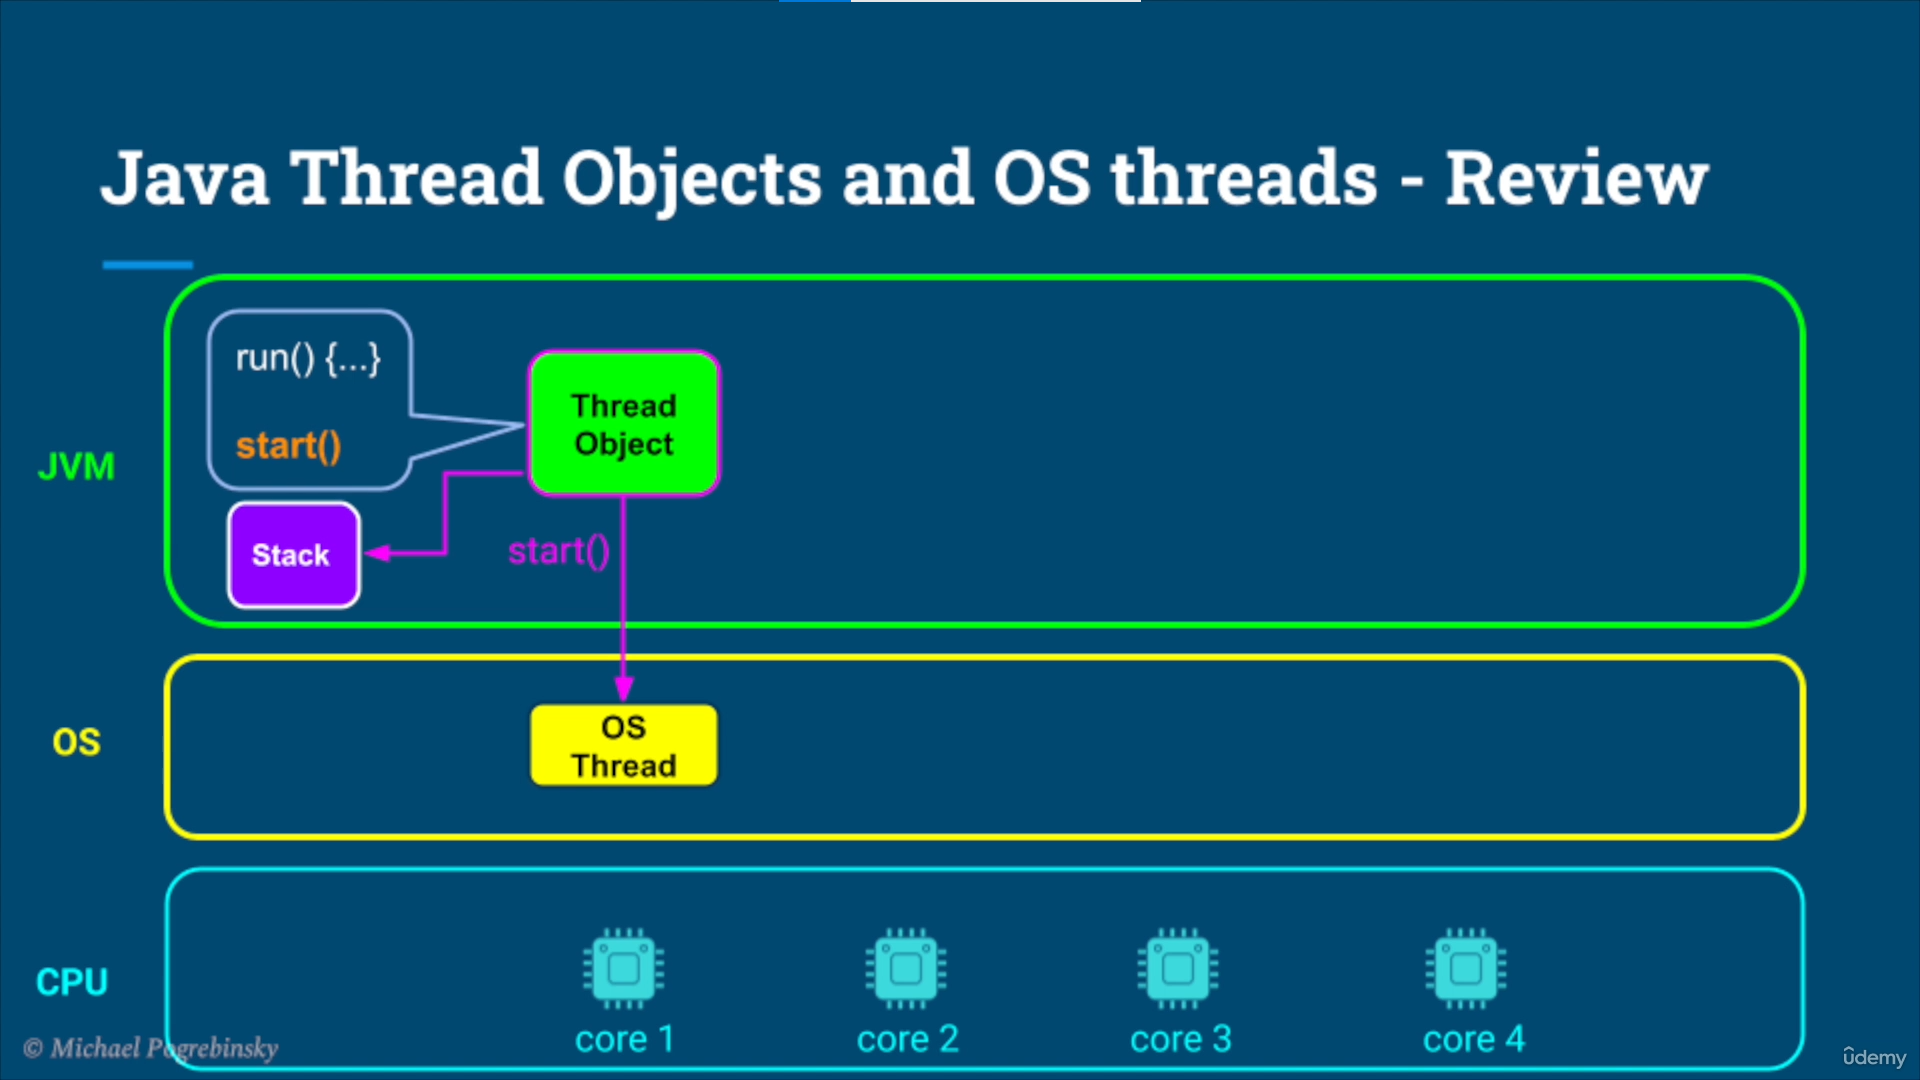 Java Thread Objects and OS threads - Review
run() {...}
start()
Thread
Object
JVM
Stack
start()
OS
OS
Thread
CPU
core 1
core 2
core 3
core 4
© Michael Pogrebinsky
ûdemy